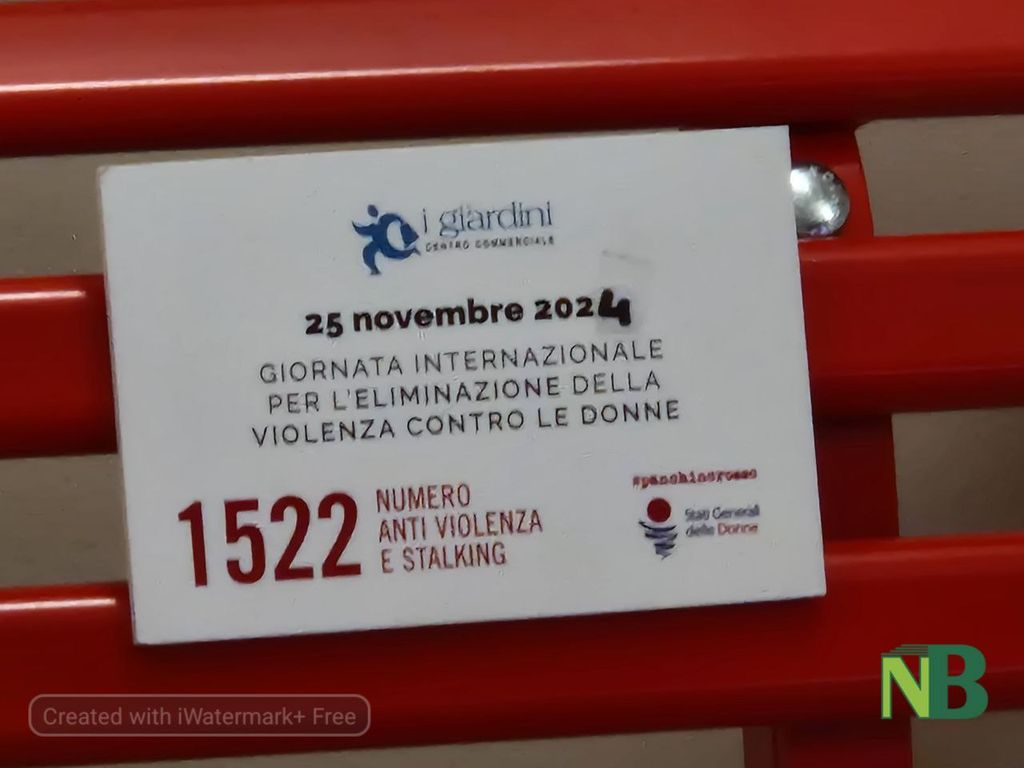 i giardini
CENTRO COMMERCIALE
25 novembre 2024
GIORNATA INTERNAZIONALE
PER L'ELIMINAZIONE DELLA
VIOLENZA CONTRO LE DONNE
1522
NUMERO
ANTI VIOLENZA
E STALKING
#panchinarossa
Stati Generali
delle Donne
NB
Created with iWatermark+ Free